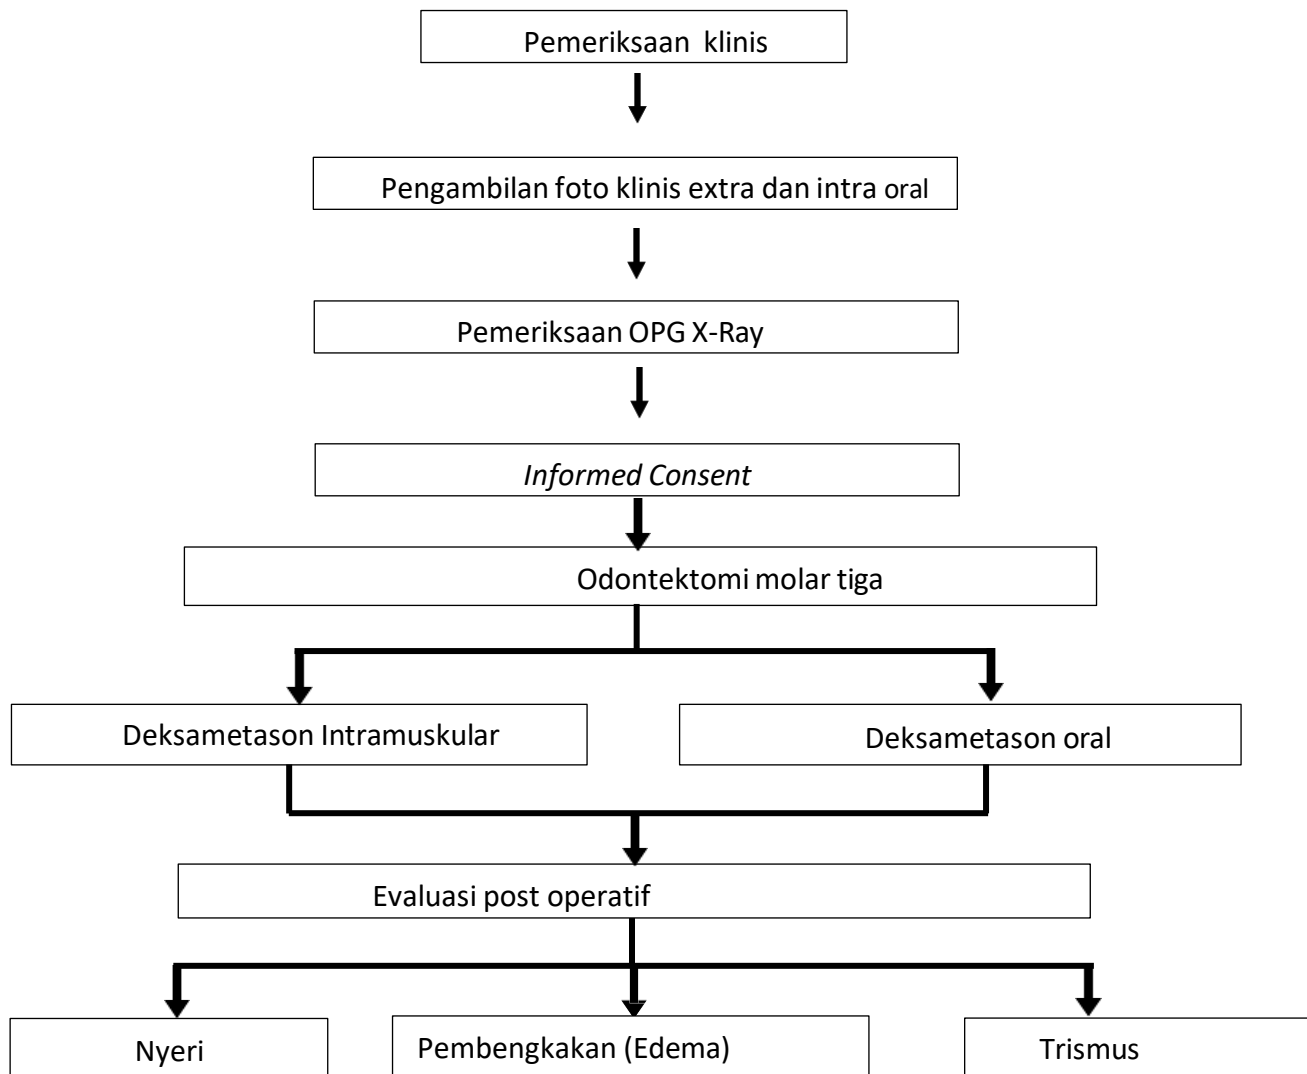 Pemeriksaan klinis
Pengambilan foto klinis extra dan intra oral
Pemeriksaan OPG X-Ray
Informed Consent
Odontektomi molar tiga
Deksametason Intramuskular
Deksametason oral
Evaluasi post operatif
Nyeri
Pembengkakan (Edema)
Trismus